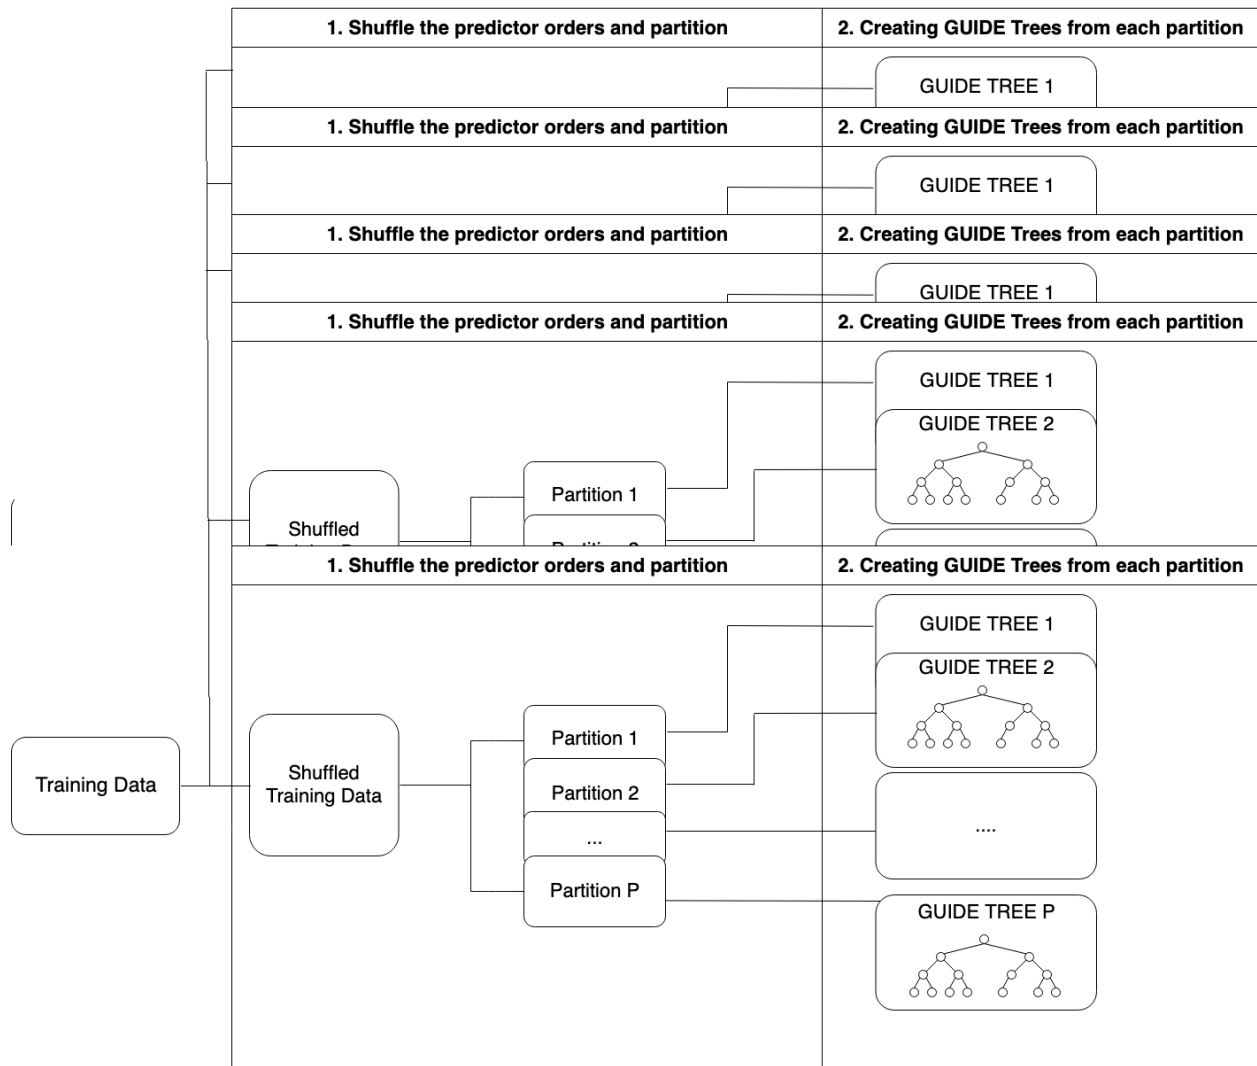 1. Shuffle the predictor orders and partition
2. Creating GUIDE Trees from each partition
GUIDE TREE 1
1. Shuffle the predictor orders and partition
2. Creating GUIDE Trees from each partition
GUIDE TREE 1
1. Shuffle the predictor orders and partition
2. Creating GUIDE Trees from each partition
GUIDE TREE 1
1. Shuffle the predictor orders and partition
2. Creating GUIDE Trees from each partition
GUIDE TREE 1
GUIDE TREE 2
Partition 1
Shuffled
1. Shuffle the predictor orders and partition
2. Creating GUIDE Trees from each partition
GUIDE TREE 1
GUIDE TREE 2
Training Data
Shuffled
Training Data
Partition 1
Partition 2
...
Partition P
....
GUIDE TREE P